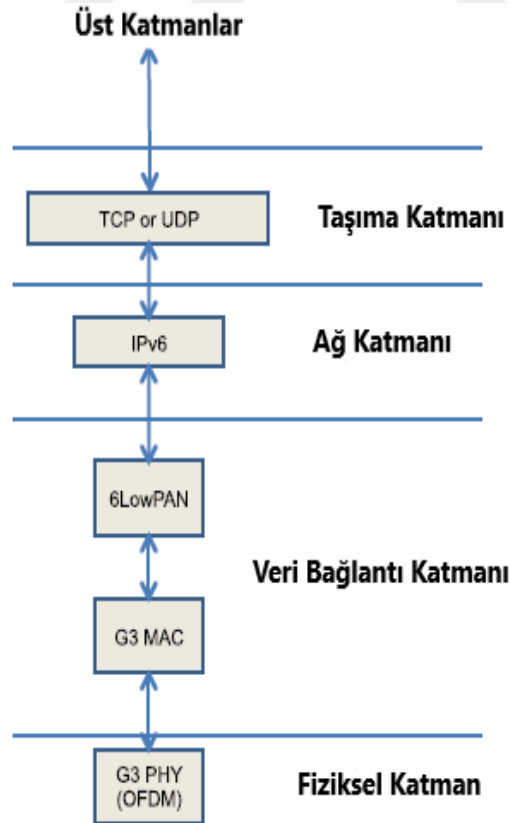 Üst Katmanlar
TCP or UDP
Taşıma Katmanı
IPv6
Ağ Katmanı
6LowPAN
Veri Bağlantı Katmanı
G3 MAC
G3 PHY
(OFDM)
Fiziksel Katman